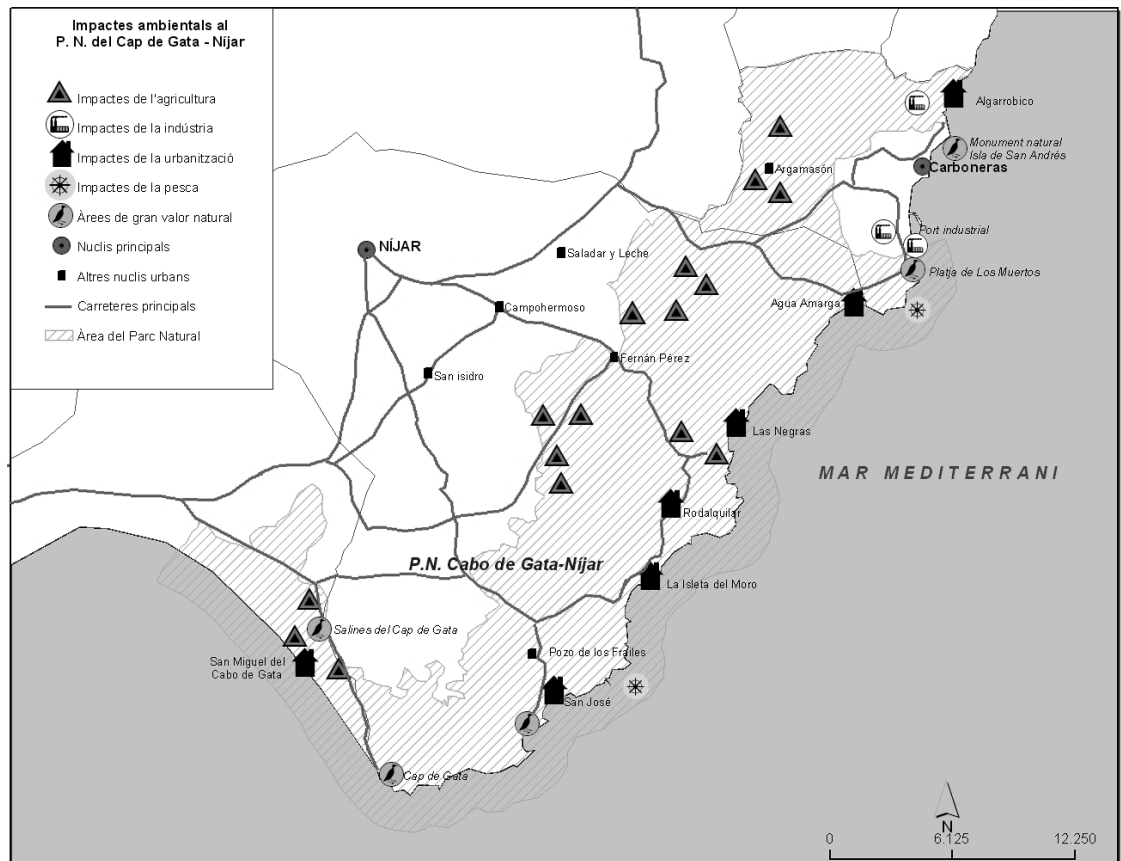 Impactes ambientals al
P. N. del Cap de Gata - Níjar
Impactes de l'agricultura
Impactes de la indústria
Impactes de la urbanització
Impactes de la pesca
Àrees de gran valor natural
Nuclis principals
Altres nuclis urbans
Carreteres principals
Àrea del Parc Natural
Algarrobico
Monument natural
Isla de San Andrés
Carboneras
Argamasón
Port industrial
Platja de Los Muertos
NÍJAR
Saladar y Leche
Agua Amarga
Campohermoso
Fernán Pérez
San isidro
Las Negras
MAR MEDITERRANI
Rodalquilar
P.N. Cabo de Gata-Níjar
La Isleta del Moro
Salines del Cap de Gata
San Miguel del
Cabo de Gata
Pozo de los Frailes
San José
Cap de Gata
N
0 6.125 12.250